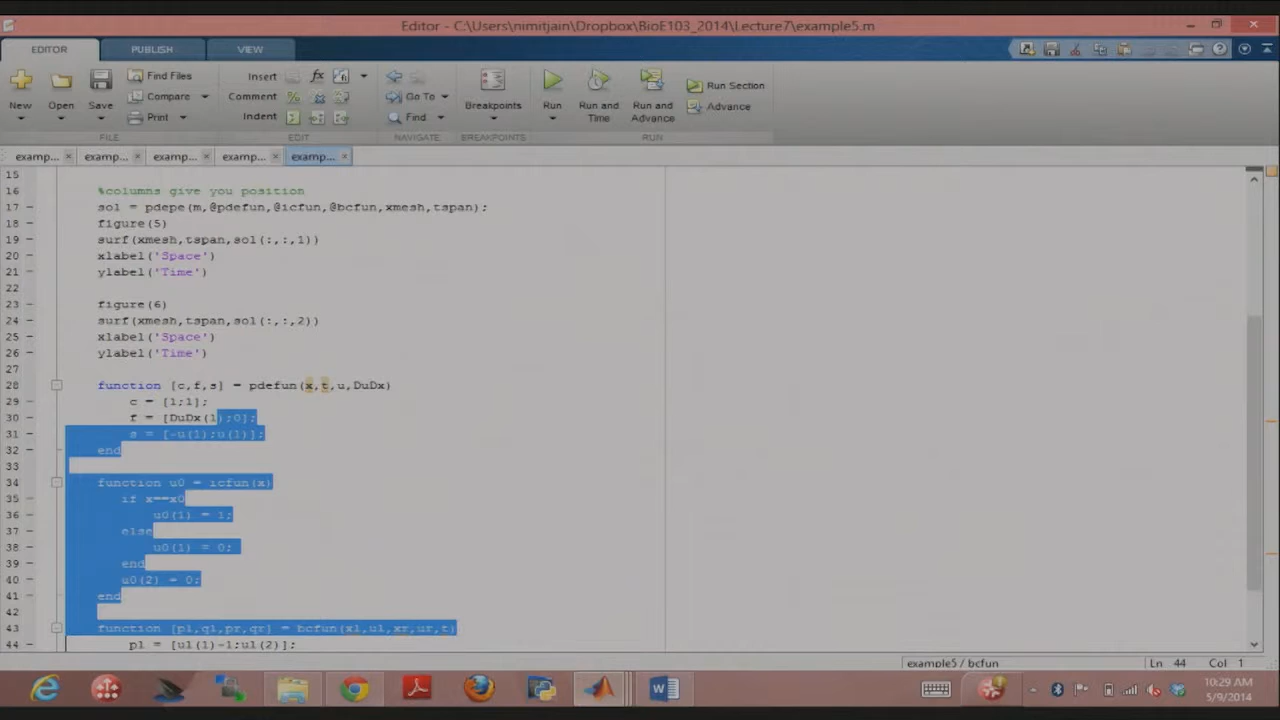 Editor - C:\Users\nimitjain\Dropbox\BioE103_2014\Lecture7\example5.m
EDITOR PUBLISH VIEW
New Open Save Find Files Compare Print
Insert Comment Indent
Go To Find
Breakpoints
Run Run and Time Run and Advance Run Section Advance
FILE EDIT NAVIGATE BREAKPOINTS RUN
examp... examp... examp... examp... examp...
15
16 %columns give you position
17 sol = pdepe(m,@pdefun,@icfun,@bcfun,xmesh,tspan);
18 figure(5)
19 surf(xmesh,tspan,sol(:,:,1))
20 xlabel('Space')
21 ylabel('Time')
22
23 figure(6)
24 surf(xmesh,tspan,sol(:,:,2))
25 xlabel('Space')
26 ylabel('Time')
27
28 function [c,f,s] = pdefun(x,t,u,DuDx)
29 c = [1;1];
30 f = [DuDx(1);0];
31 s = [-u(1);u(1)];
32 end
33
34 function u0 = icfun(x)
35 if x==x0
36 u0(1) = 1;
37 else
38 u0(1) = 0;
39 end
40 u0(2) = 0;
41 end
42
43 function [pl,ql,pr,qr] = bcfun(xl,ul,xr,ur,t)
44 pl = [ul(1)-1;ul(2)];
example5 / bcfun Ln 44 Col 1
10:29 AM
5/9/2014